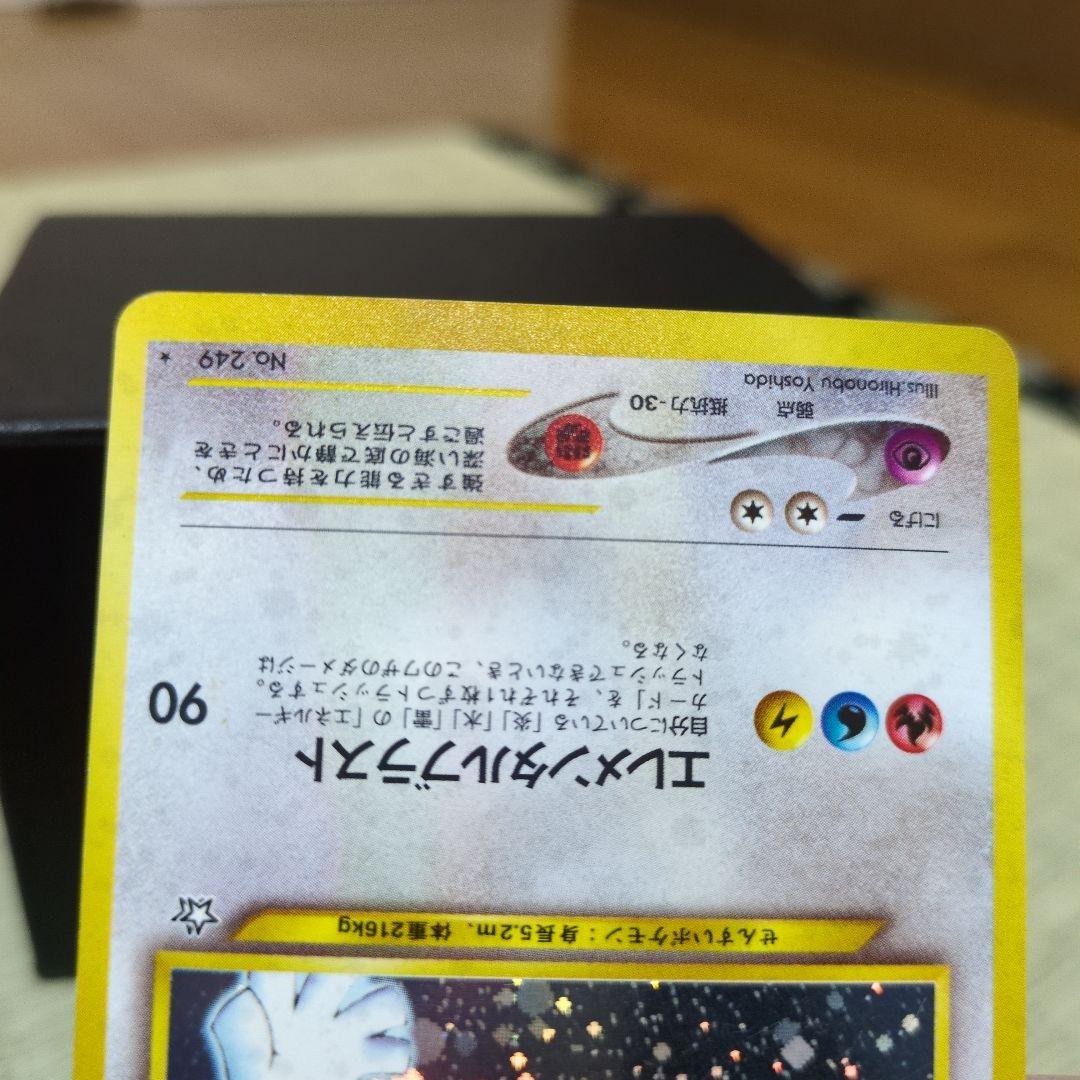 せんすいポケモン：身長5.2m、体重216kg
エレメンタルブラスト
90
自分についている「炎」「水」「雷」の「エネルギー
カード」を、それぞれ1枚ずつトラッシュする。
トラッシュできないとき、このワザのダメージは
なくなる。
にげる
弱点
抵抗力-30
強すぎる能力を持つため、
深い海の底で静かにときを
過ごすと伝えられる。
Illus.Hironobu Yoshida
No. 249